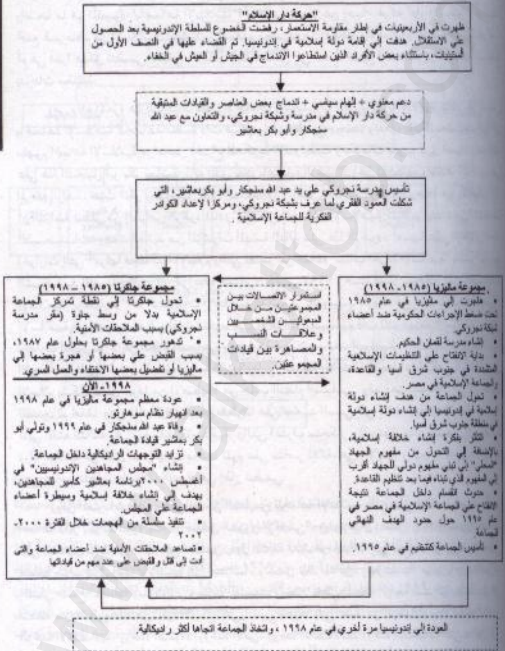 "حركة دار الإسلام"
ظهرت في الأربعينيات في إطار مقاومة الاستعمار، رفضت الخضوع للسلطة الإندونيسية بعد الحصول
على الاستقلال. هدفت إلى إقامة دولة إسلامية في إندونيسيا. تم القضاء عليها في النصف الأول من
الستينيات، باستثناء بعض الأفراد الذين استطاعوا الاندماج في الجيش أو العيش في الخفاء.
دعم معنوي + إلهام سياسي + اندماج بعض العناصر والقيادات المتبقية
من حركة دار الإسلام في مدرسة وشبكة نجروكي، والتعاون مع عبد الله
سنجكار وأبو بكر بعاشير
تأسيس مدرسة نجروكي على يد عبد الله سنجكار وأبو بكر بعاشير، التي
شكلت العمود الفقري لما عرف بشبكة نجروكي، ومركزا لإعداد الكوادر
الفكرية للجماعة الإسلامية.
مجموعة ماليزيا (١٩٨٥-١٩٩٨)
• هاجرت إلى ماليزيا في عام ١٩٨٥
تحت ضغط الإجراءات الحكومية ضد أعضاء
شبكة نجروكي.
• إنشاء مدرسة لقمان الحكيم.
• بداية الانفتاح على التنظيمات الإسلامية
المتشددة في جنوب شرق آسيا والقاعدة،
والجماعة الإسلامية في مصر.
• تحول الجماعة من هدف إنشاء دولة
إسلامية في إندونيسيا إلى إنشاء دولة إسلامية
في منطقة جنوب شرق آسيا.
• التأثر بفكرة إنشاء خلافة إسلامية،
بالإضافة إلى التحول من مفهوم الجهاد
"المحلي" إلى تبني مفهوم دولي للجهاد أقرب
إلى المفهوم الذي تبناه فيما بعد تنظيم القاعدة.
• حدوث انقسام داخل الجماعة نتيجة
الانفتاح على الجماعة الإسلامية في مصر في
عام ١٩٩٥ حول حدود الهدف النهائي
للجماعة
• تأسيس الجماعة كتنظيم في عام ١٩٩٥.
استمرار الاتصالات بين
المجموعتين من خلال
المبعوثين الشخصيين
وعلاقات النسب
والمصاهرة بين قيادات
المجموعتين.
مجموعة جاكرتا (١٩٨٥ – ١٩٩٨)
• تحول جاكرتا إلى نقطة تمركز الجماعة
الإسلامية بدلا من وسط جاوة (مقر مدرسة
نجروكي) بسبب الملاحقات الأمنية.
• تدهور مجموعة جاكرتا بحلول عام ١٩٨٧،
بسبب القبض على بعضها أو هجرة بعضها إلى
ماليزيا أو تفضيل بعضها الاختفاء والعمل السري.
١٩٩٨-الآن
• عودة معظم مجموعة ماليزيا في عام ١٩٩٨
بعد انهيار نظام سوهارتو.
• وفاة عبد الله سنجكار في عام ١٩٩٩ وتولي أبو
بكر بعاشير قيادة الجماعة.
• تزايد التوجهات الراديكالية داخل الجماعة.
• إنشاء "مجلس المجاهدين الإندونيسيين" في
أغسطس ٢٠٠٠ برئاسة بعاشير كأمير للمجاهدين،
بهدف إلى إنشاء خلافة إسلامية وسيطرة أعضاء
الجماعة على المجلس.
• تنفيذ سلسلة من الهجمات خلال الفترة ٢٠٠٠-
٢٠٠٢
• تصاعد الملاحقات الأمنية ضد أعضاء الجماعة والتي
أدت إلى قتل والقبض على عدد مهم من قياداتها
العودة إلى إندونيسيا مرة أخرى في عام ١٩٩٨، واتخاذ الجماعة اتجاها أكثر راديكالية.